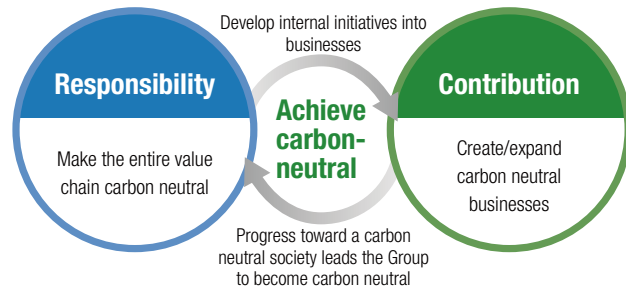 Develop internal initiatives into
businesses
Responsibility
Make the entire value
chain carbon neutral
Achieve
carbon-
neutral
Contribution
Create/expand
carbon neutral
businesses
Progress toward a carbon
neutral society leads the Group
to become carbon neutral